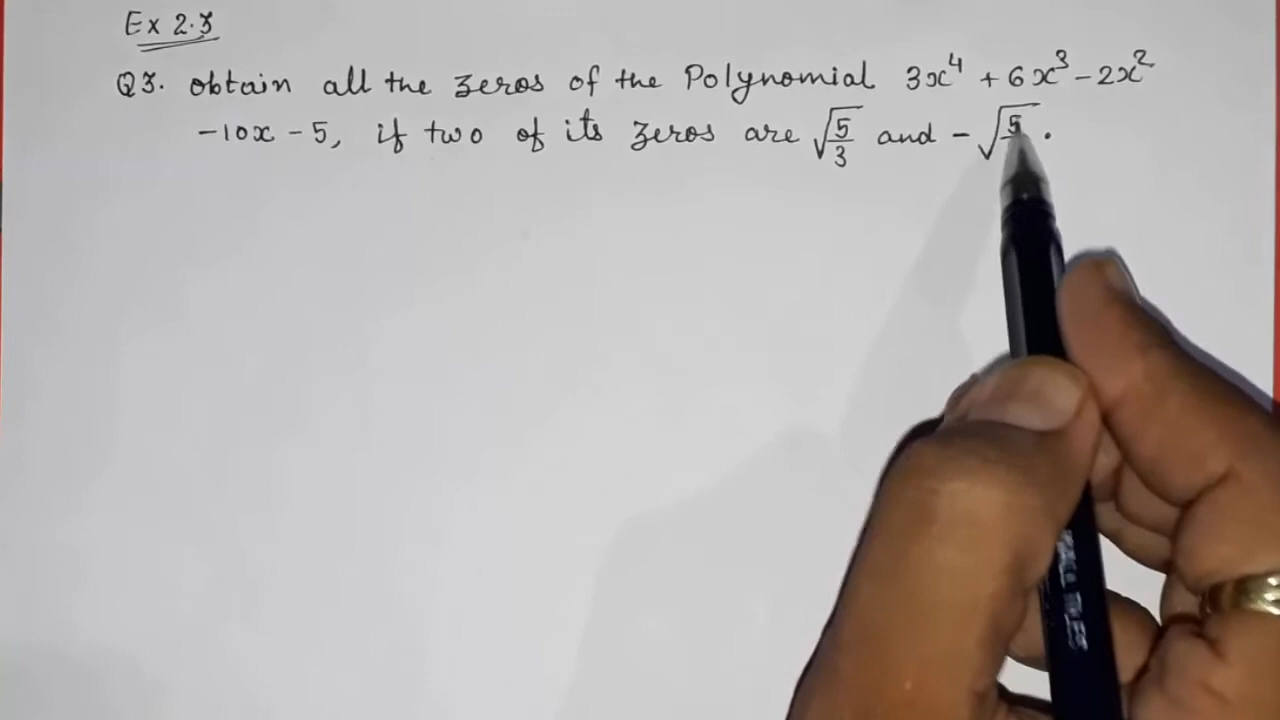 Ex 2.3
Q3. obtain all the zeros of the Polynomial 3x⁴ + 6x³ - 2x²
-10x - 5, if two of its zeros are √5/3 and - √5 .